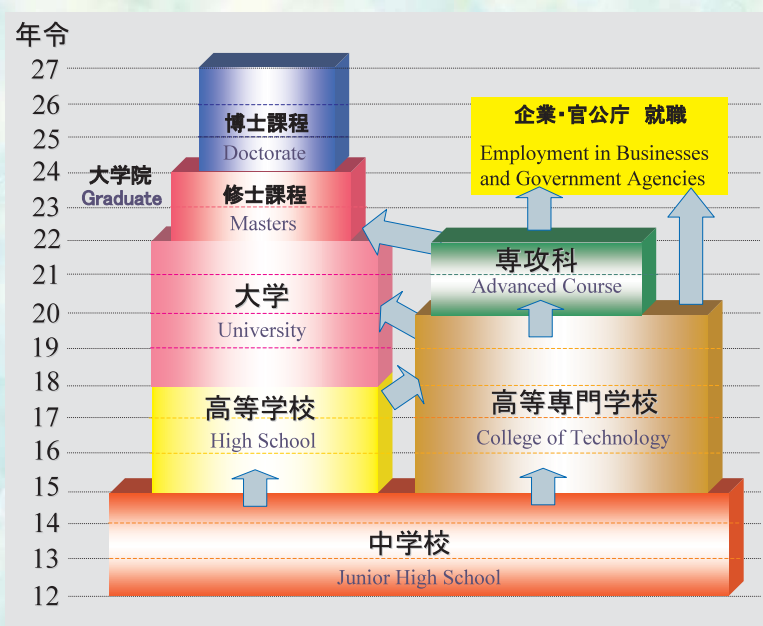 年令
27
26
25
24
23
22
21
20
19
18
17
16
15
14
13
12
博士課程
Doctorate
大学院
Graduate
修士課程
Masters
大学
University
高等学校
High School
企業・官公庁 就職
Employment in Businesses
and Government Agencies
専攻科
Advanced Course
高等専門学校
College of Technology
中学校
Junior High School